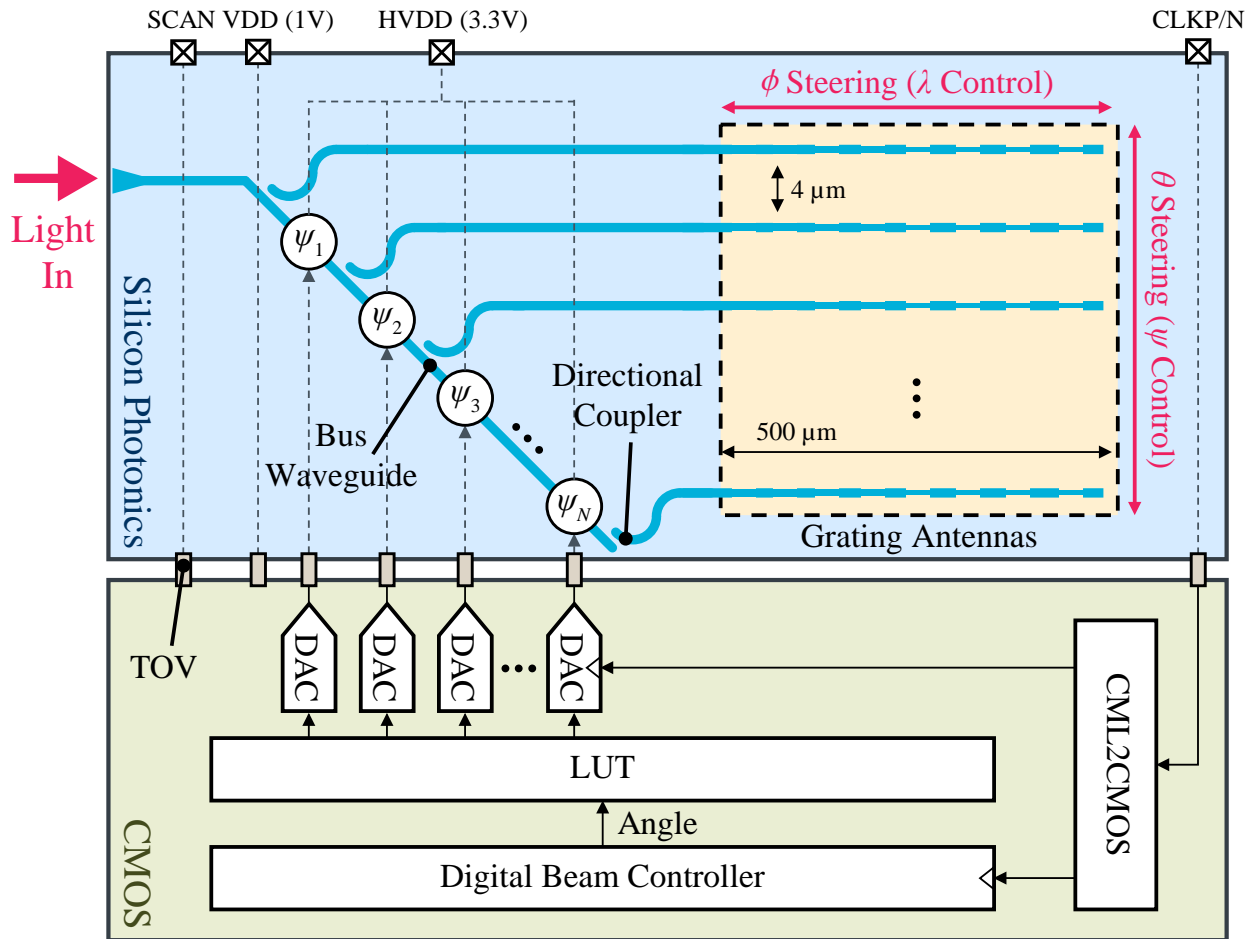 SCAN VDD (1V) HVDD (3.3V) CLKP/N
ϕ Steering (λ Control)
Light
In
4 µm
θ Steering (ψ Control)
ψ1
ψ2
ψ3
ψN
Silicon Photonics
Bus
Waveguide
Directional
Coupler
500 µm
Grating Antennas
TOV
DAC DAC DAC DAC
CML2CMOS
LUT
Angle
Digital Beam Controller
CMOS